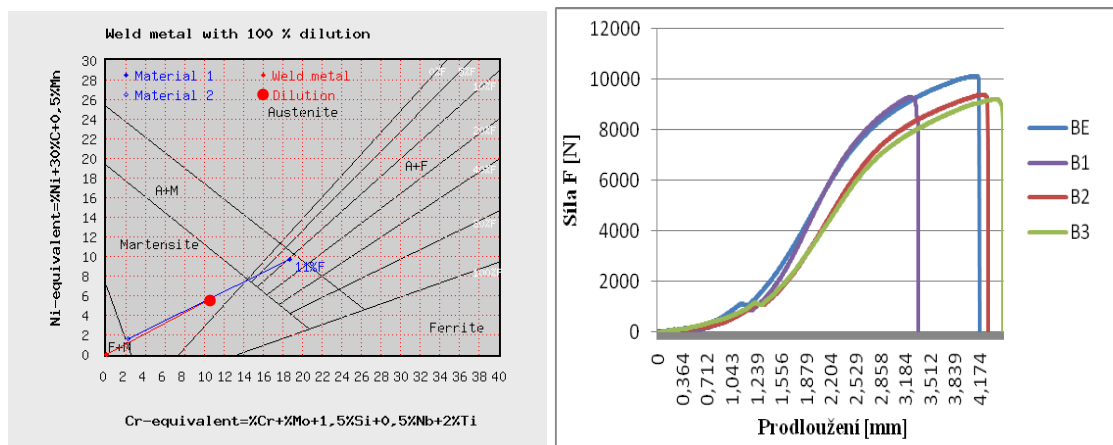 Weld metal with 100 % dilution
Ni-equivalent=%Ni+30%C+0,5%Mn
30
28
26
24
22
20
18
16
14
12
10
8
6
4
2
0
Material 1
Material 2
Weld metal
Dilution
Austenite
A+M
A+F
Martensite
11%F
Ferrite
0 2 4 6 8 10 12 14 16 18 20 22 24 26 28 30 32 34 36 38 40
Cr-equivalent=%Cr+%Mo+1,5%Si+0,5%Nb+2%Ti
Síla F [N]
12000
10000
8000
6000
4000
2000
0
0
0,364
0,712
1,043
1,239
1,556
1,879
2,204
2,529
2,858
3,184
3,512
3,839
4,174
Prodloužení [mm]
BE
B1
B2
B3